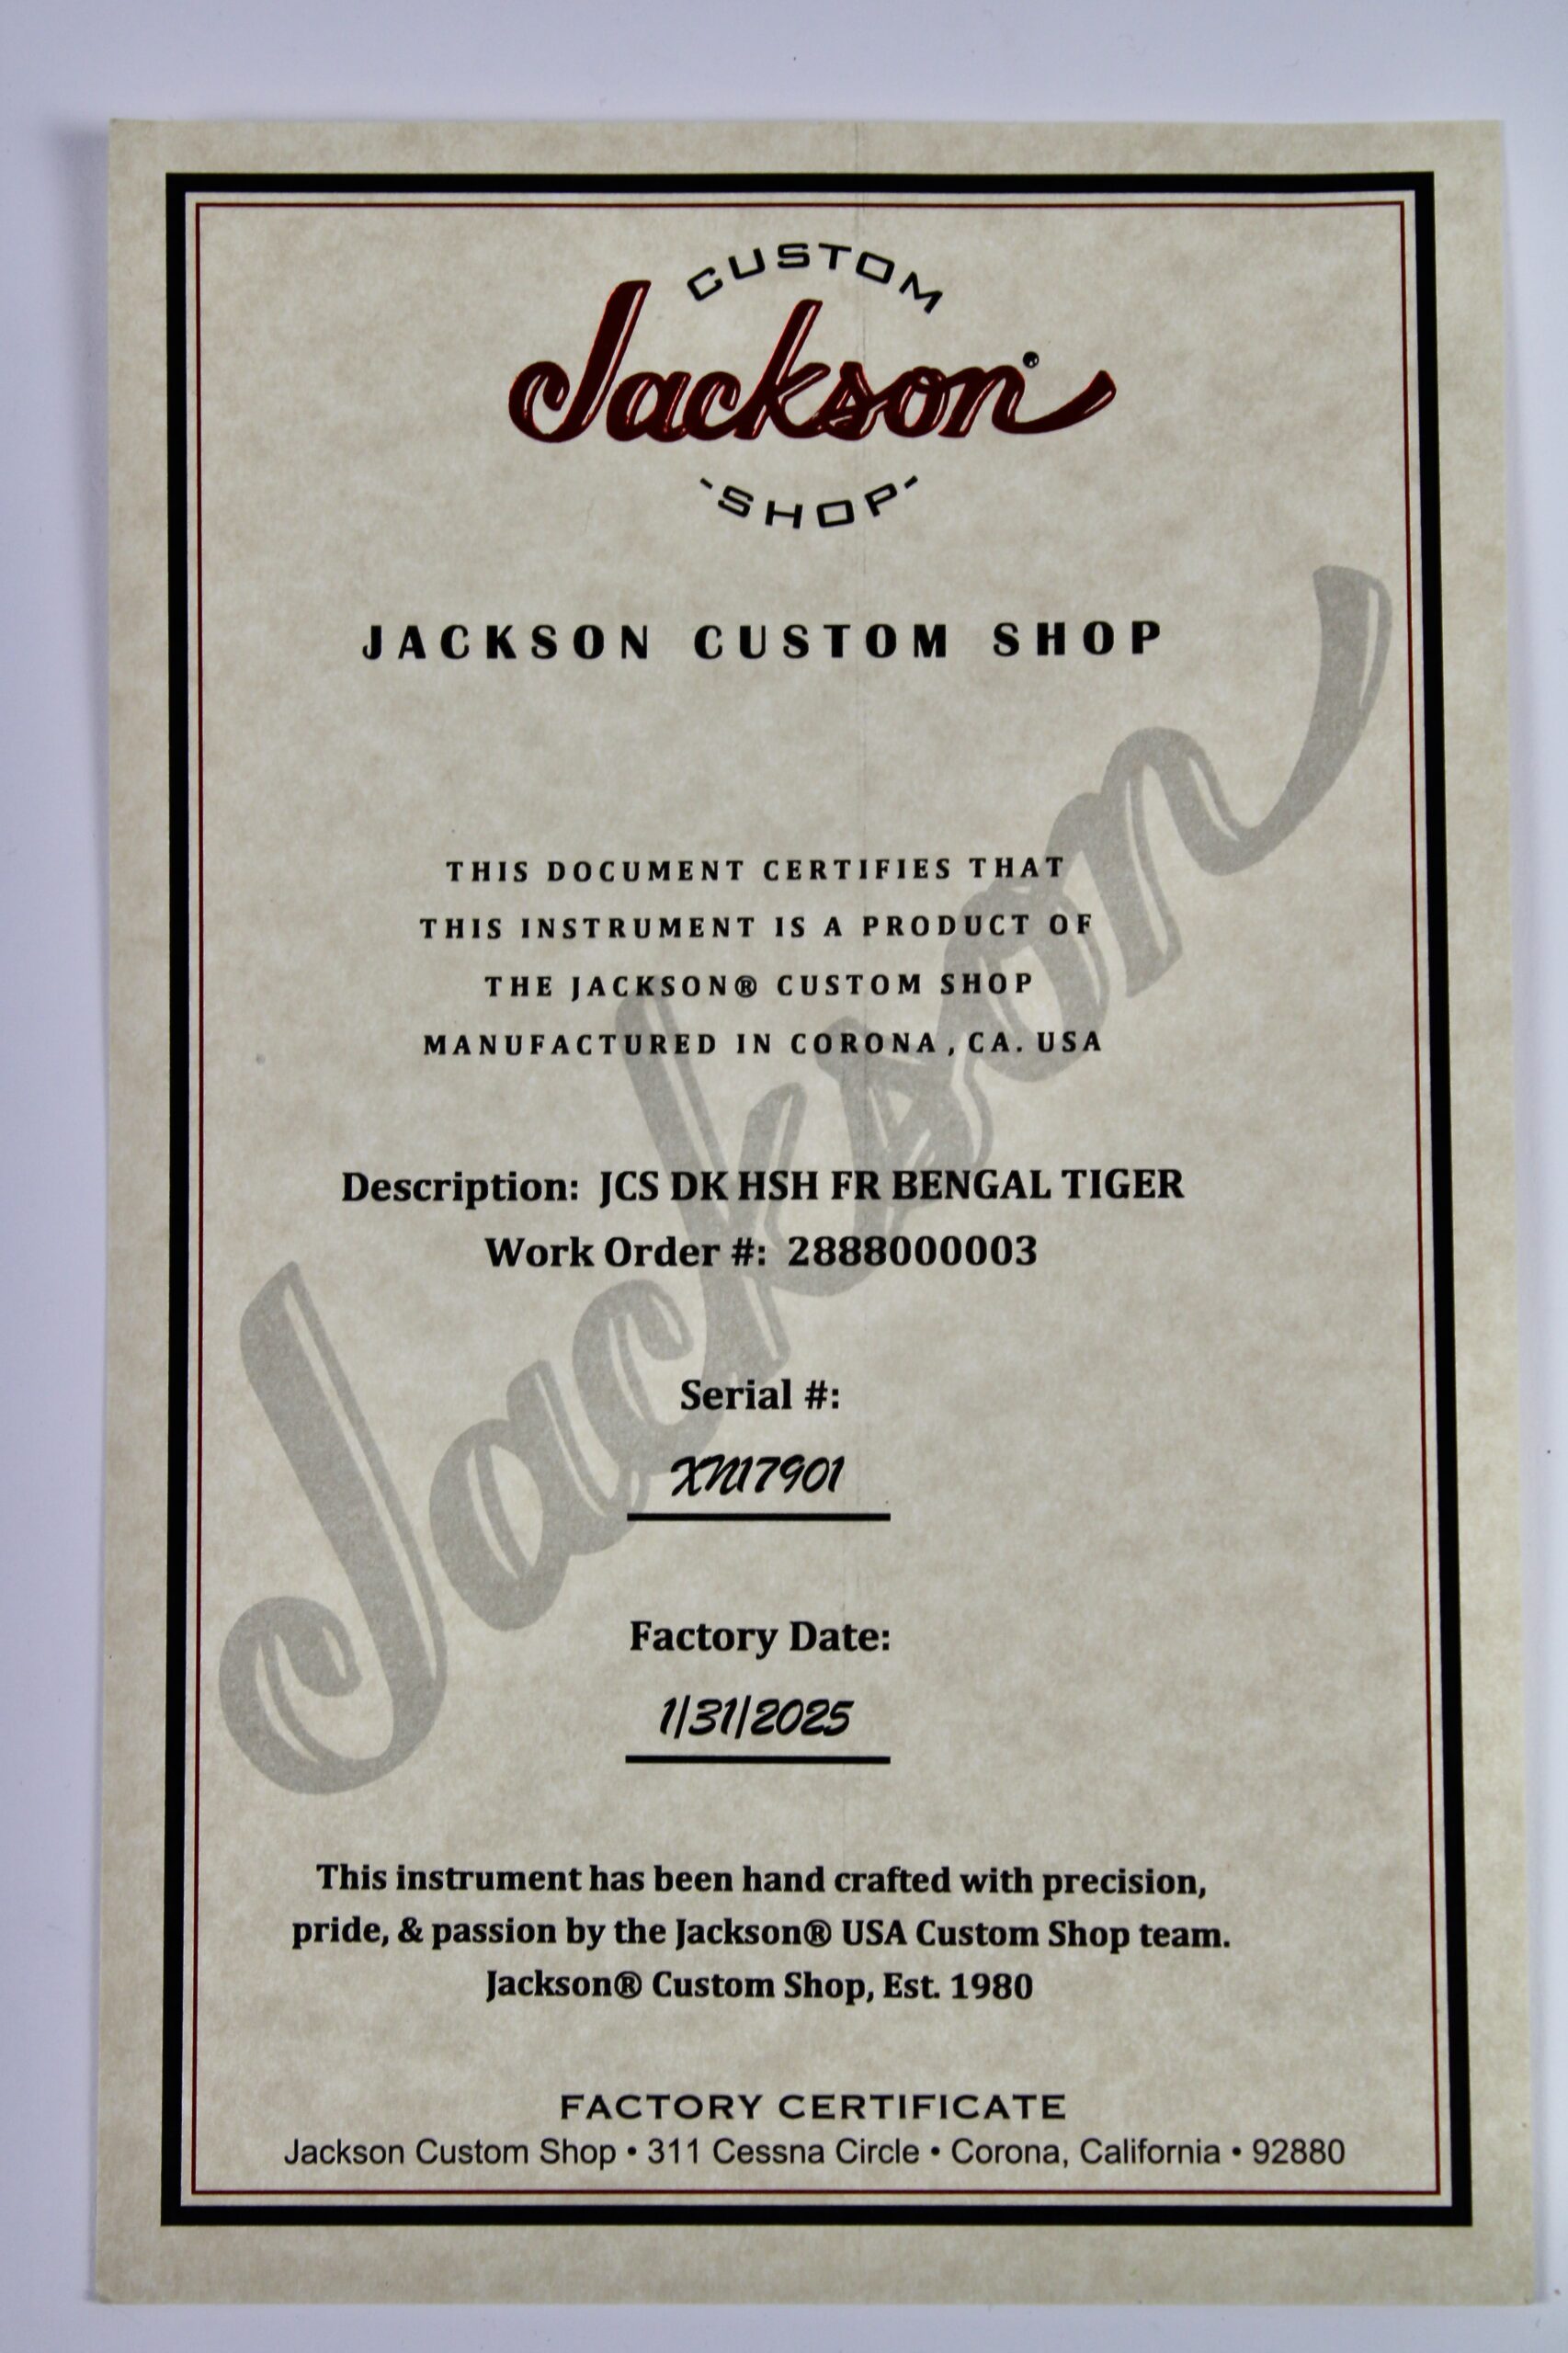 CUSTOM
Jackson®
SHOP
JACKSON CUSTOM SHOP
THIS DOCUMENT CERTIFIES THAT
THIS INSTRUMENT IS A PRODUCT OF
THE JACKSON® CUSTOM SHOP
MANUFACTURED IN CORONA, CA. USA
Jackson
Description: JCS DK HSH FR BENGAL TIGER
Work Order #: 2888000003
Serial #:
XN17901
Factory Date:
1/31/2025
This instrument has been hand crafted with precision,
pride, & passion by the Jackson® USA Custom Shop team.
Jackson® Custom Shop, Est. 1980
FACTORY CERTIFICATE
Jackson Custom Shop • 311 Cessna Circle • Corona, California • 92880